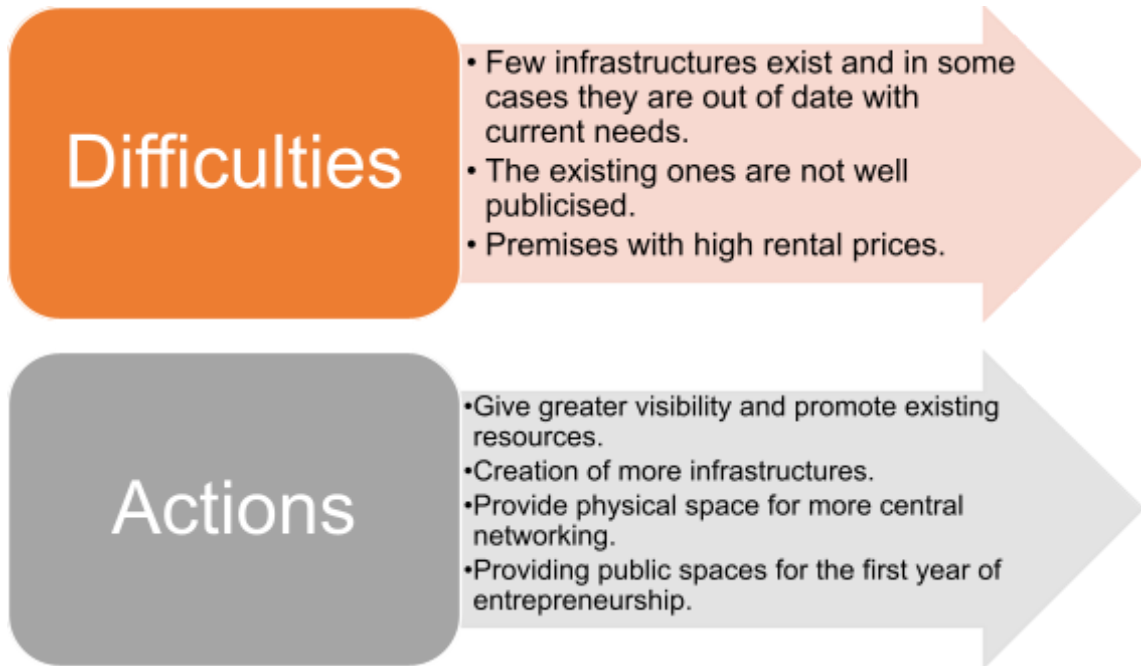 Difficulties
• Few infrastructures exist and in some
cases they are out of date with
current needs.
• The existing ones are not well
publicised.
• Premises with high rental prices.
Actions
•Give greater visibility and promote existing
resources.
•Creation of more infrastructures.
•Provide physical space for more central
networking.
•Providing public spaces for the first year of
entrepreneurship.